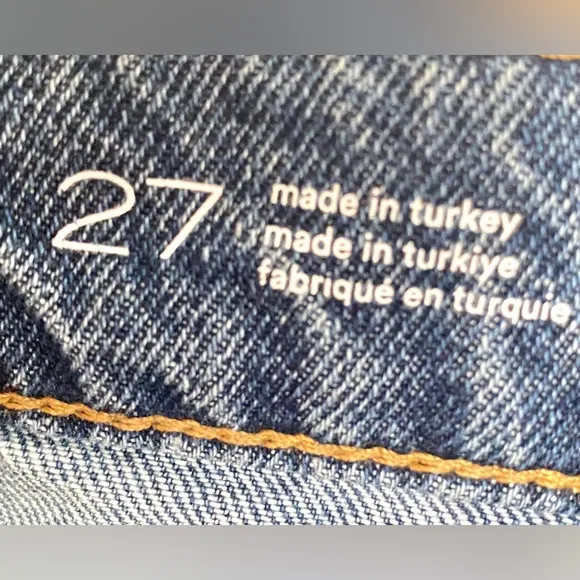 27
made in turkey
made in turkiye
fabriqué en turquie,